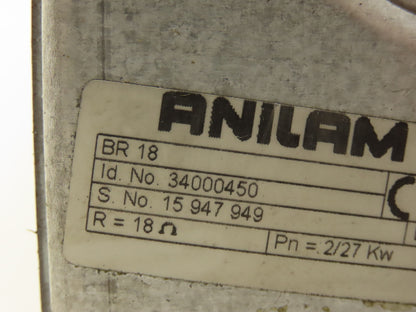 ANILAM
BR 18
Id. No. 34000450
S. No. 15 947 949
R = 18 Ω
Pn = 2/27 Kw